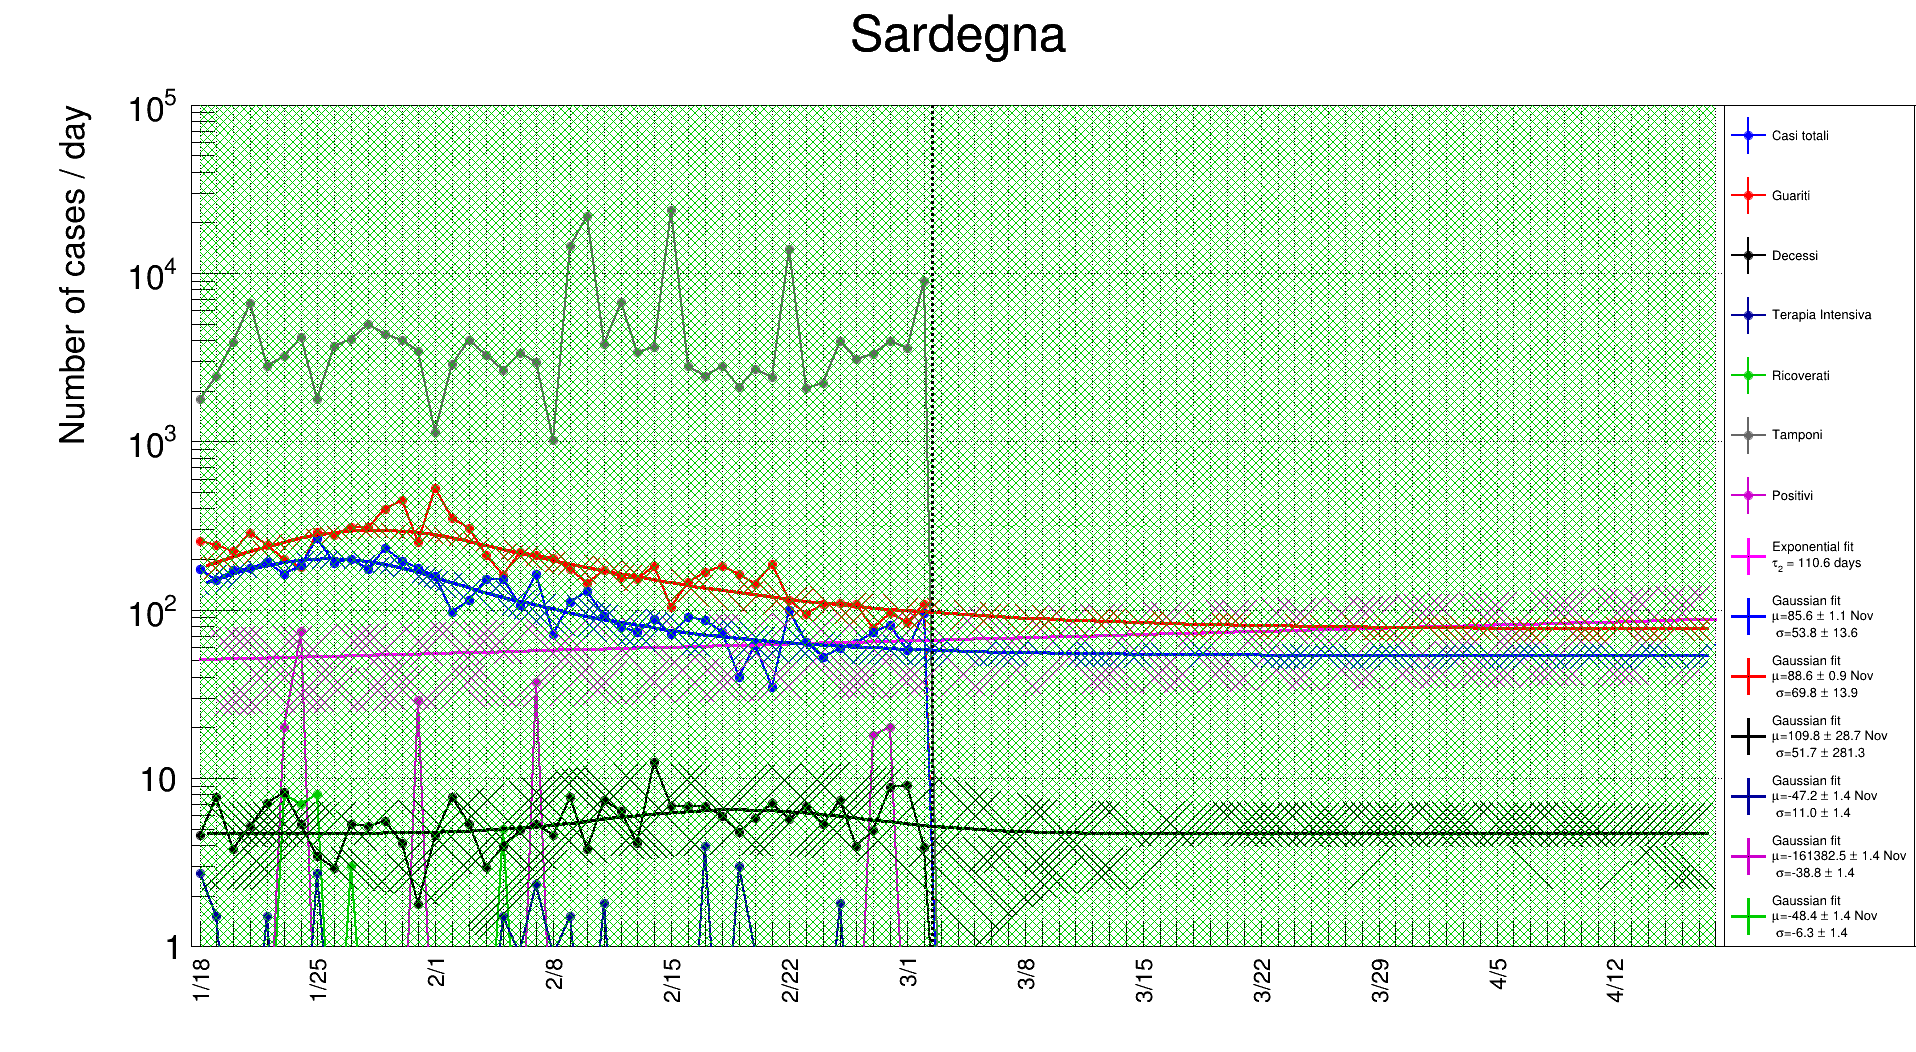 Sardegna
Number of cases / day
10^5
10^4
10^3
10^2
10
1
1/18
1/25
2/1
2/8
2/15
2/22
3/1
3/8
3/15
3/22
3/29
4/5
4/12
Casi totali
Guariti
Decessi
Terapia Intensiva
Ricoverati
Tamponi
Positivi
Exponential fit
τ₂ = 110.6 days
Gaussian fit
μ=85.6 ± 1.1 Nov
σ=53.8 ± 13.6
Gaussian fit
μ=88.6 ± 0.9 Nov
σ=69.8 ± 13.9
Gaussian fit
μ=109.8 ± 28.7 Nov
σ=51.7 ± 281.3
Gaussian fit
μ=-47.2 ± 1.4 Nov
σ=11.0 ± 1.4
Gaussian fit
μ=-161382.5 ± 1.4 Nov
σ=-38.8 ± 1.4
Gaussian fit
μ=-48.4 ± 1.4 Nov
σ=-6.3 ± 1.4